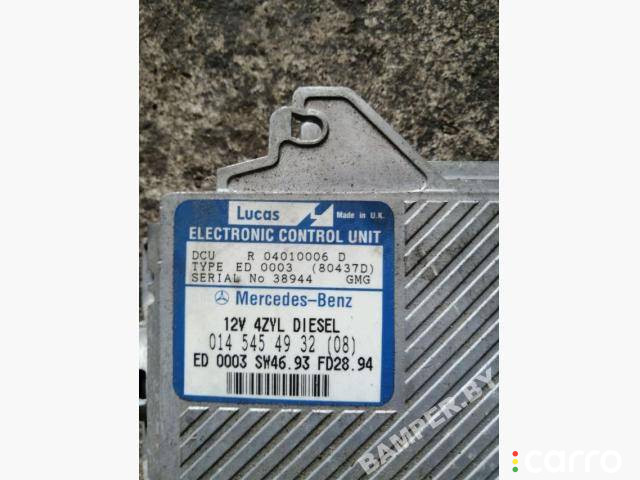 Lucas Made in U.K.
ELECTRONIC CONTROL UNIT
DCU R 04010006 D
TYPE ED 0003 (80437D)
SERIAL No 38944 GMG
Mercedes-Benz
12V 4ZYL DIESEL
014 545 49 32 (08)
ED 0003 SW46.93 FD28.94
BAMPER.BY
carro